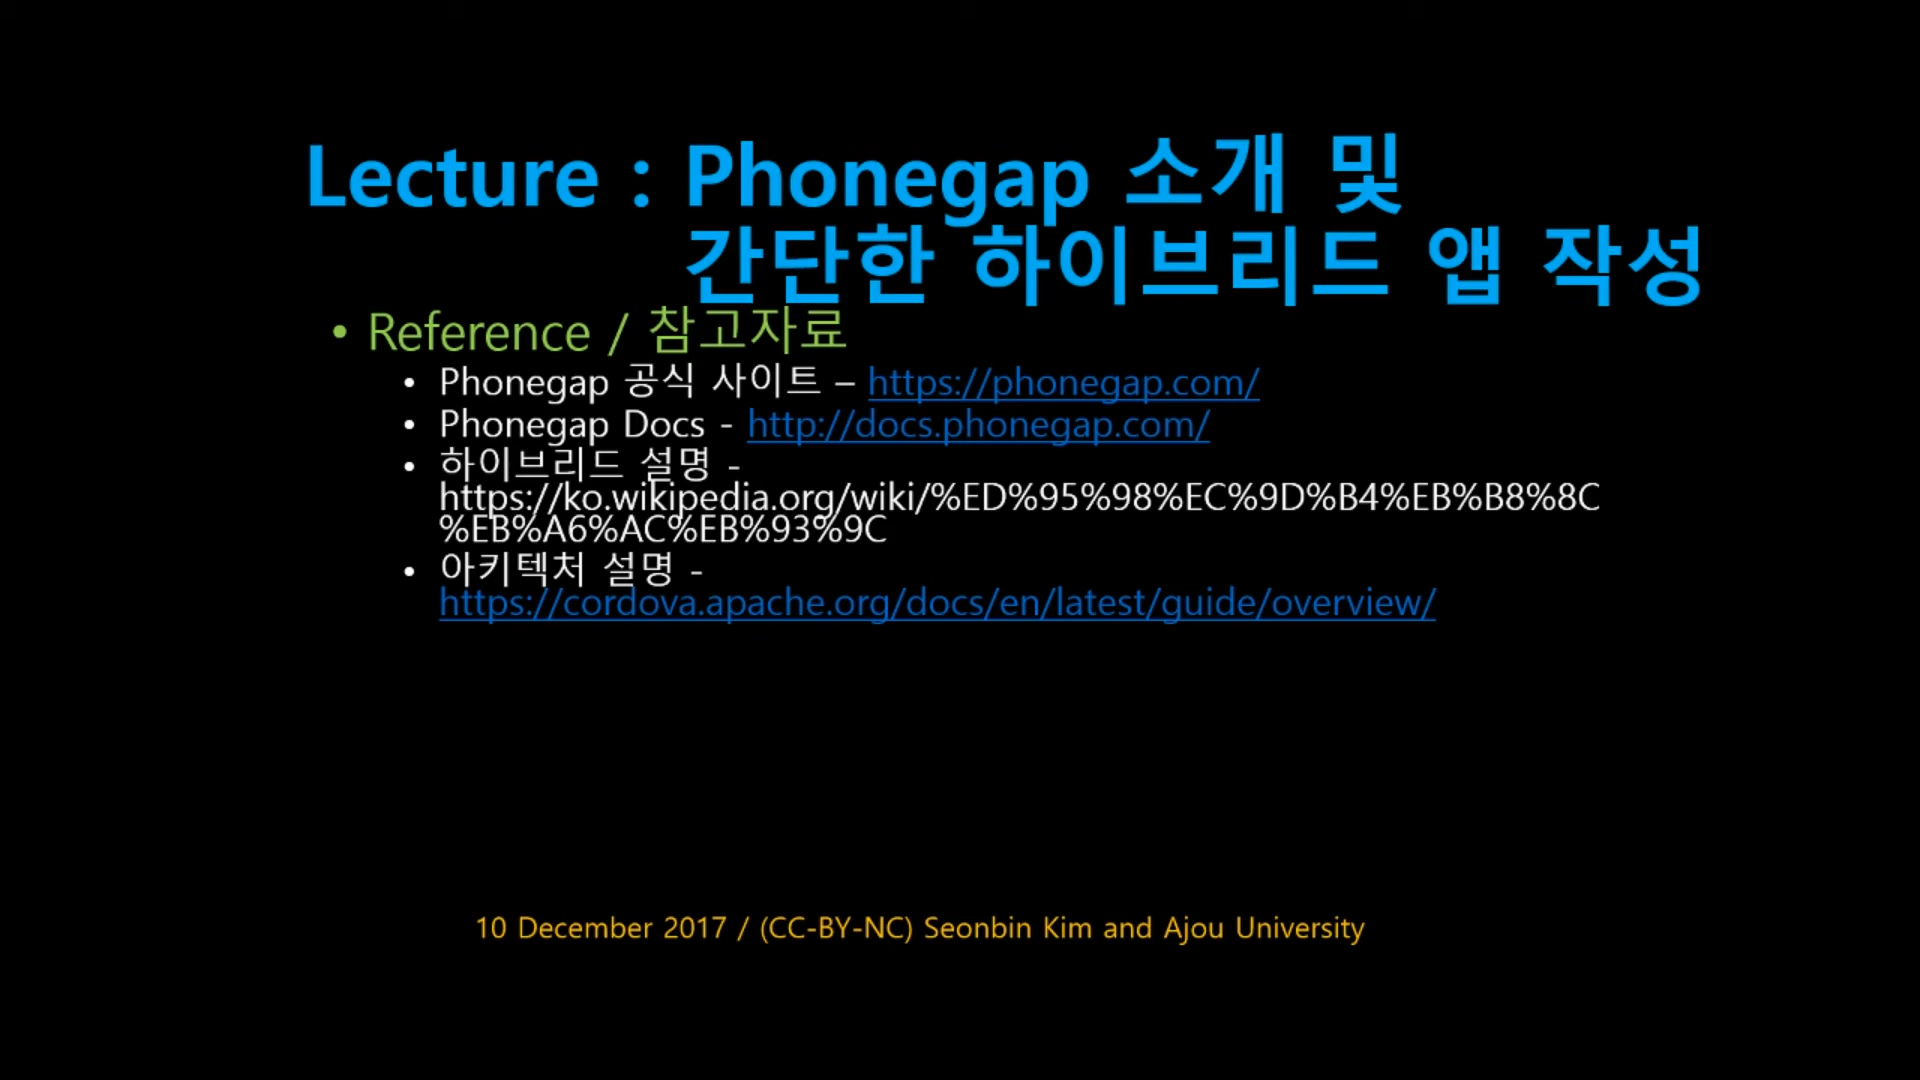 Lecture : Phonegap 소개 및
간단한 하이브리드 앱 작성
• Reference / 참고자료
• Phonegap 공식 사이트 – https://phonegap.com/
• Phonegap Docs - http://docs.phonegap.com/
• 하이브리드 설명 -
https://ko.wikipedia.org/wiki/%ED%95%98%EC%9D%B4%EB%B8%8C
%EB%A6%AC%EB%93%9C
• 아키텍처 설명 -
https://cordova.apache.org/docs/en/latest/guide/overview/
10 December 2017 / (CC-BY-NC) Seonbin Kim and Ajou University